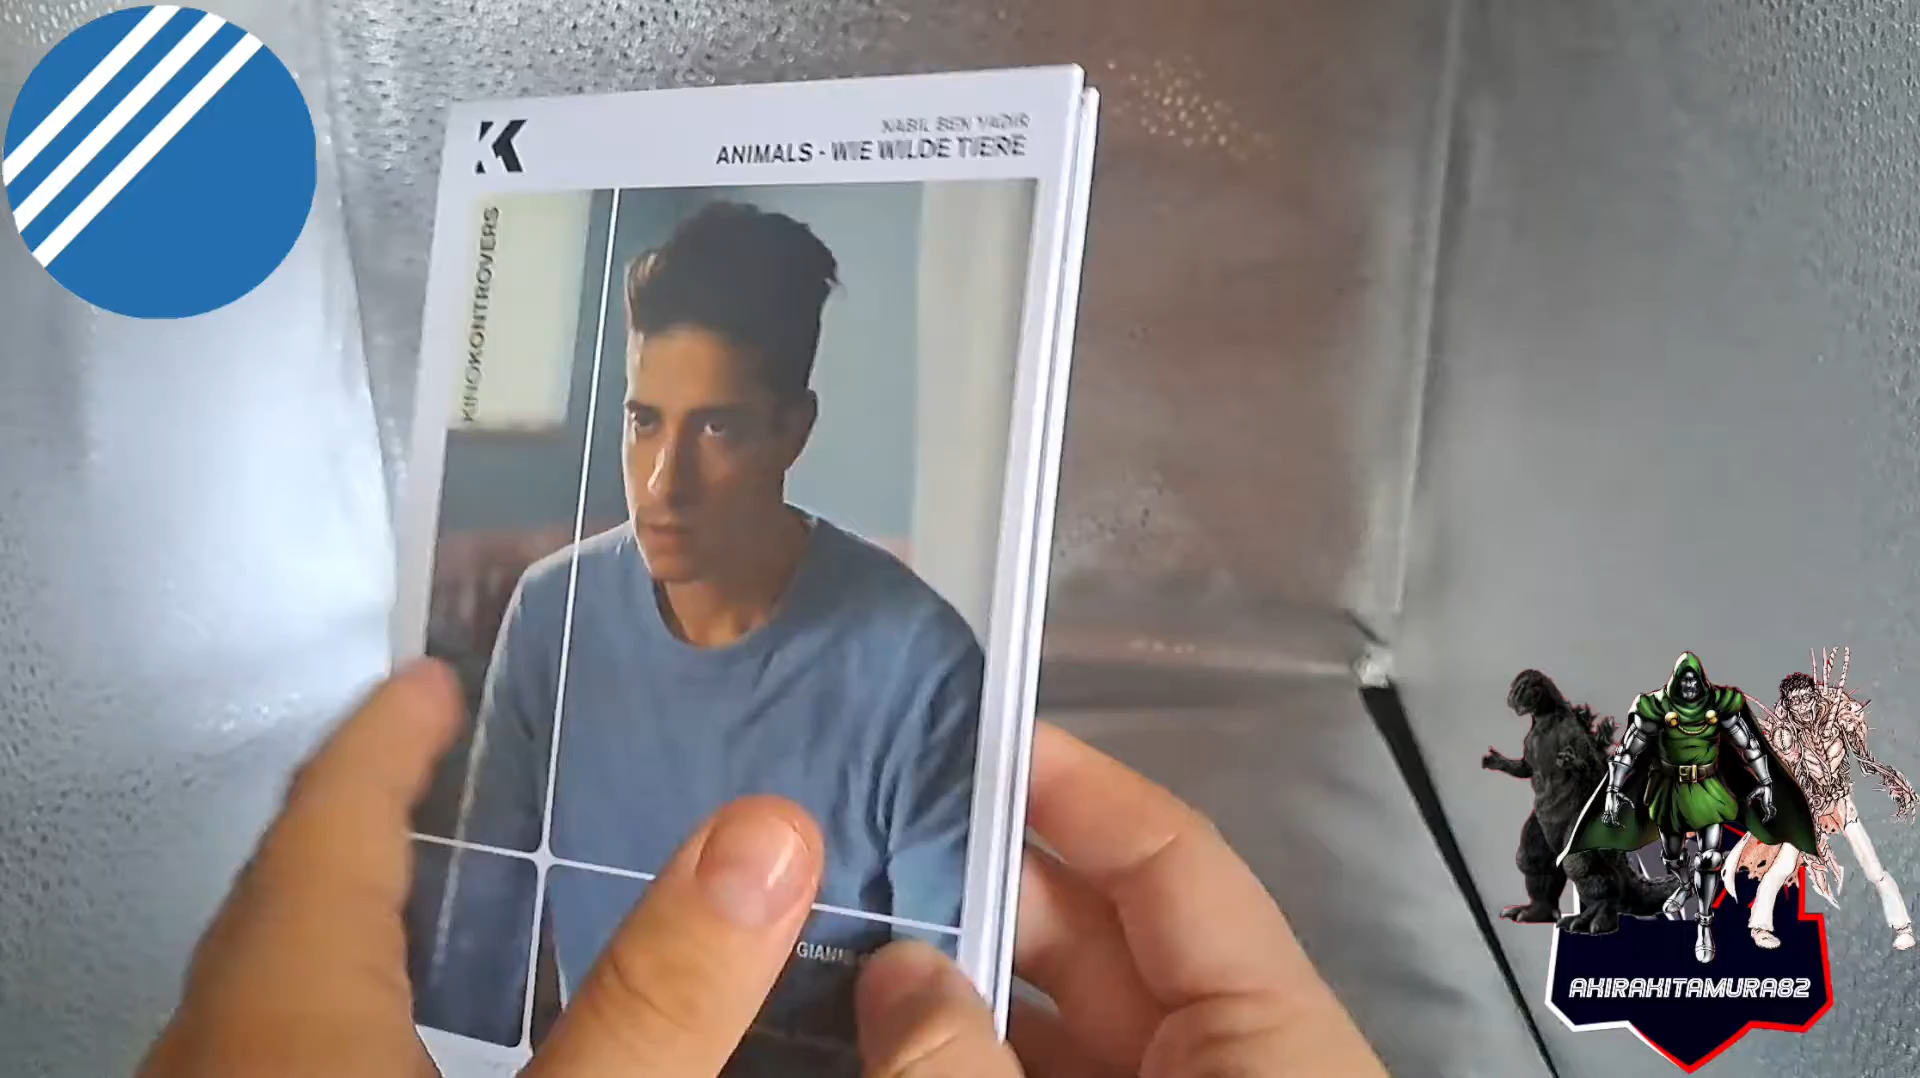 K
NABIL BEN YADIR
ANIMALS - WIE WILDE TIERE
KINOKONTROVERS
AKIRAKITAMURA82